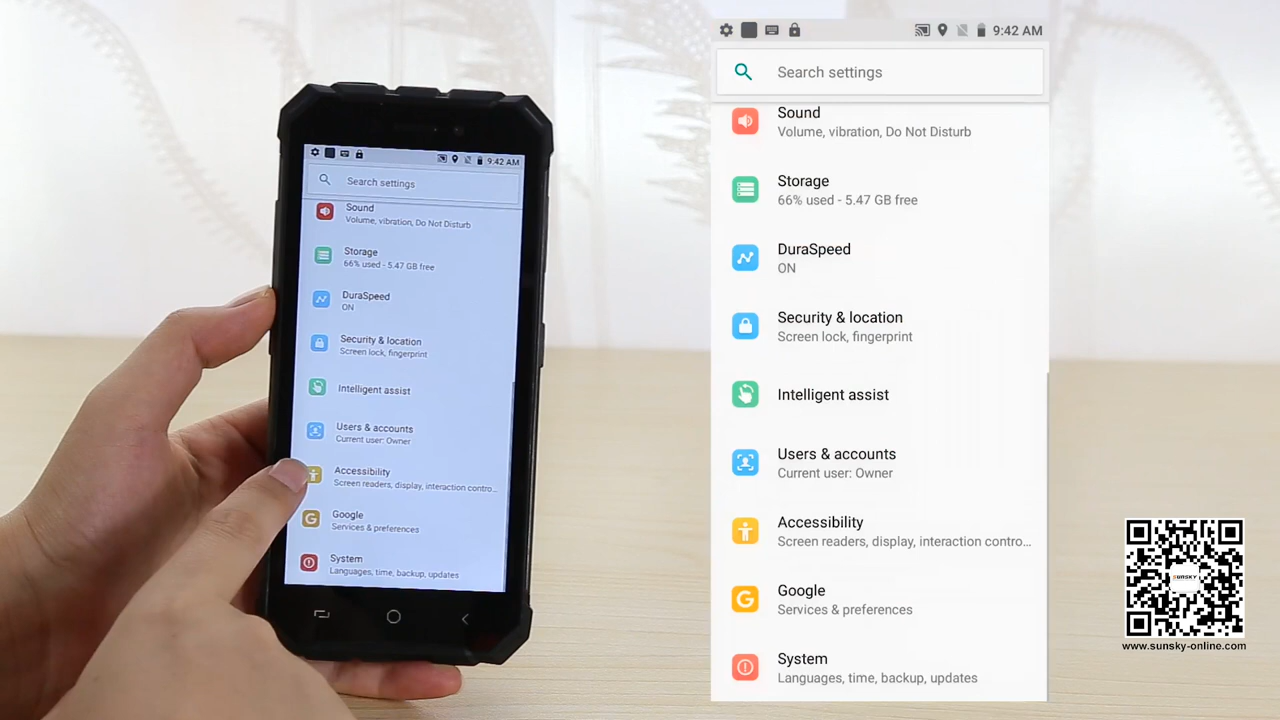 9:42 AM
Search settings
Sound
Volume, vibration, Do Not Disturb
Storage
66% used - 5.47 GB free
DuraSpeed
ON
Security & location
Screen lock, fingerprint
Intelligent assist
Users & accounts
Current user: Owner
Accessibility
Screen readers, display, interaction contro...
Google
Services & preferences
System
Languages, time, backup, updates
9:42 AM
Search settings
Sound
Volume, vibration, Do Not Disturb
Storage
66% used - 5.47 GB free
DuraSpeed
ON
Security & location
Screen lock, fingerprint
Intelligent assist
Users & accounts
Current user: Owner
Accessibility
Screen readers, display, interaction contro...
Google
Services & preferences
System
Languages, time, backup, updates
SUNSKY
www.sunsky-online.com